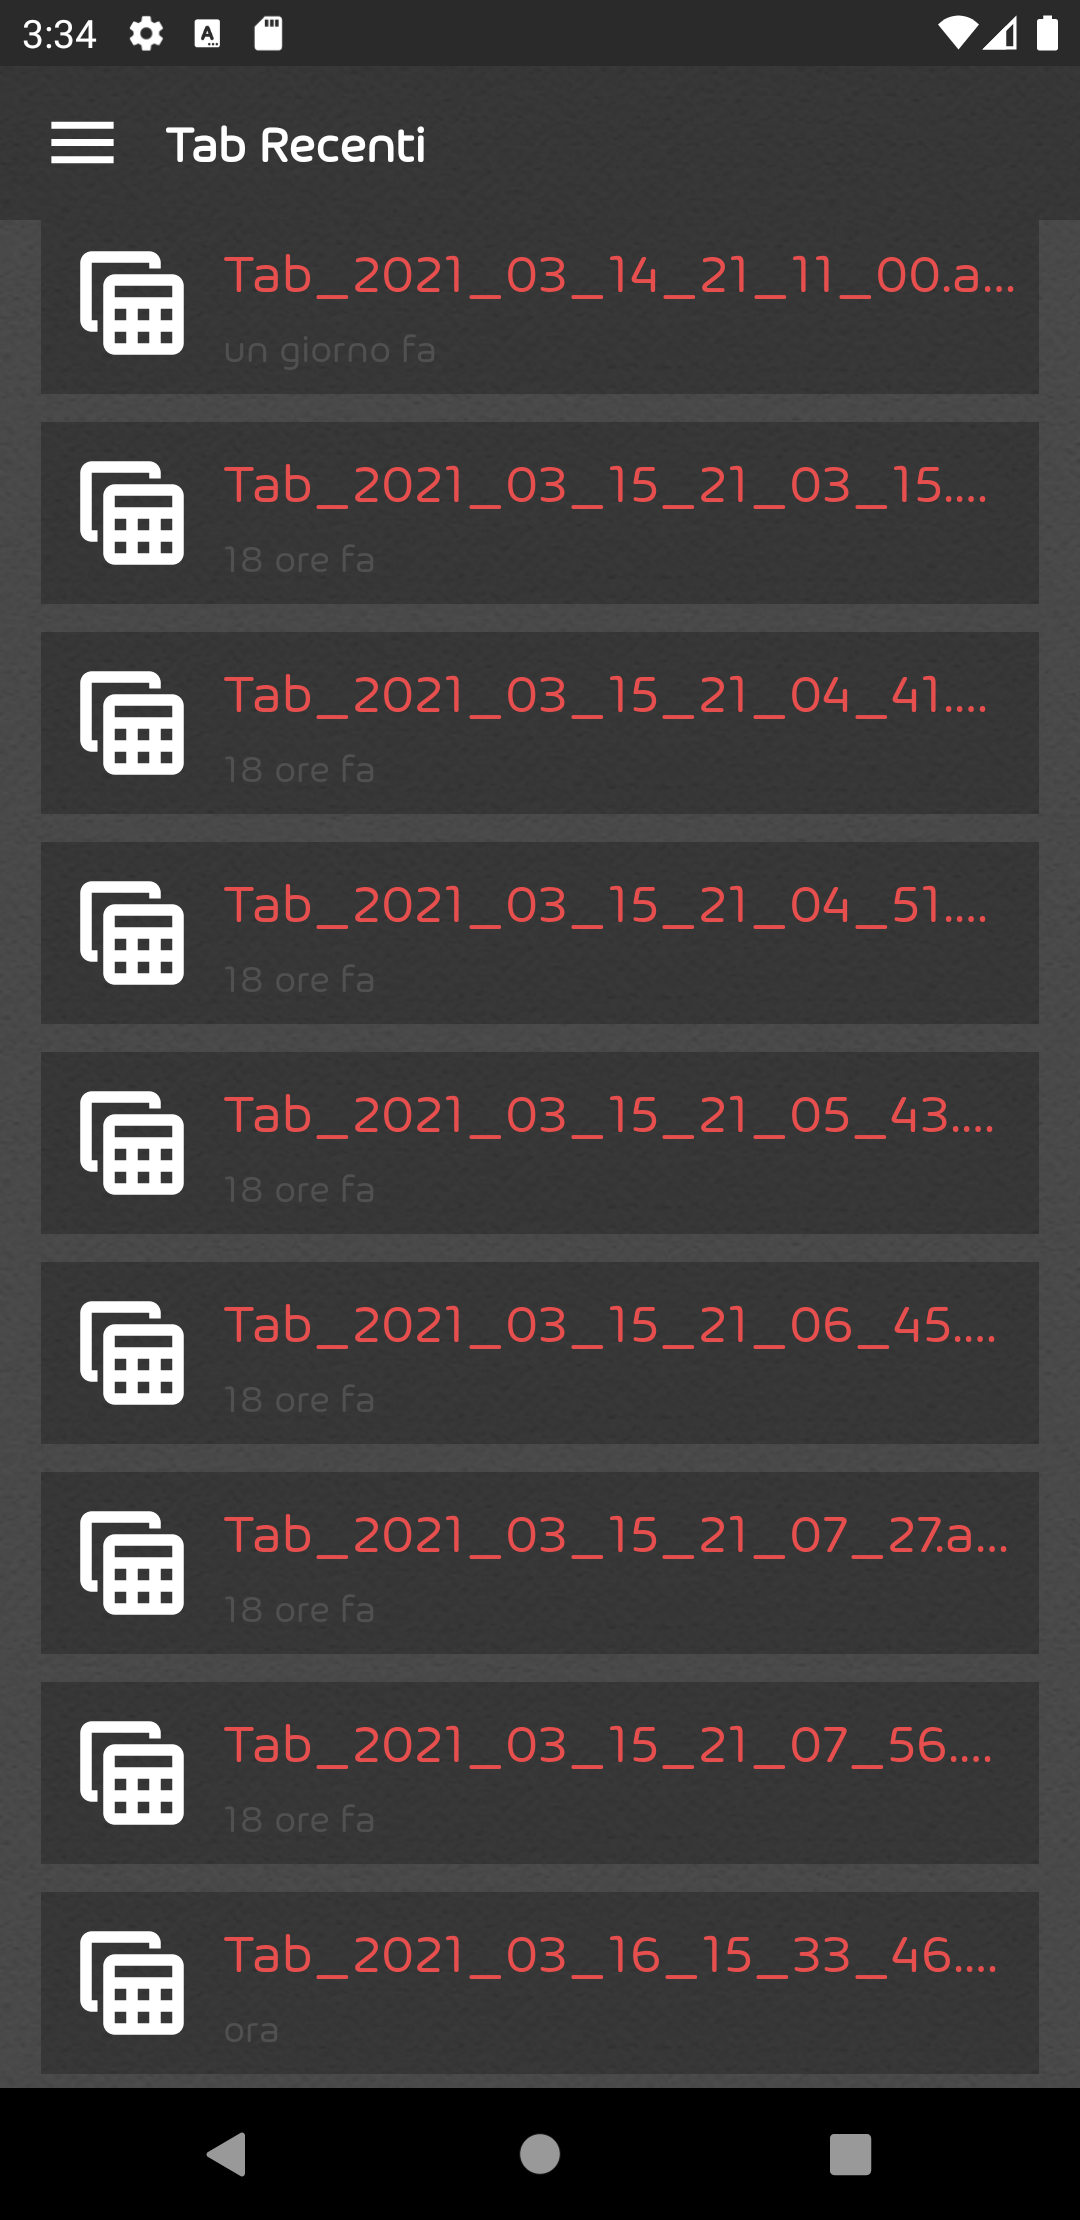 3:34
Tab Recenti
Tab_2021_03_14_21_11_00.a...
un giorno fa
Tab_2021_03_15_21_03_15....
18 ore fa
Tab_2021_03_15_21_04_41....
18 ore fa
Tab_2021_03_15_21_04_51....
18 ore fa
Tab_2021_03_15_21_05_43....
18 ore fa
Tab_2021_03_15_21_06_45....
18 ore fa
Tab_2021_03_15_21_07_27.a...
18 ore fa
Tab_2021_03_15_21_07_56....
18 ore fa
Tab_2021_03_16_15_33_46....
ora